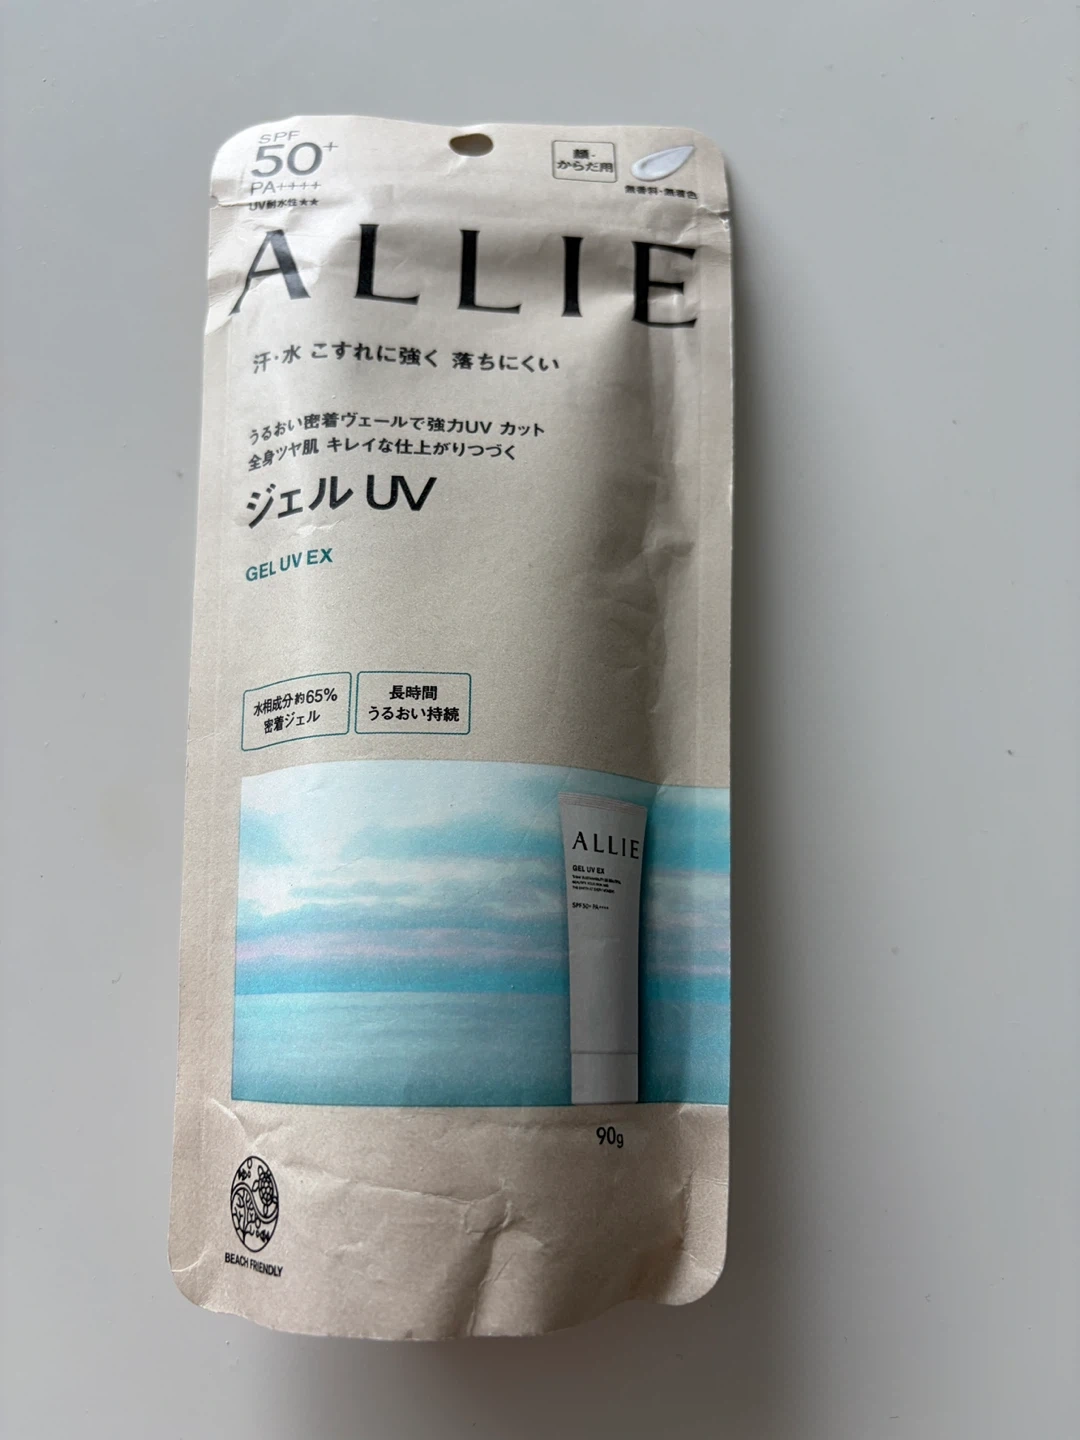 SPF
50+
PA++++
UV耐水性★★
顔・
からだ用
無香料・無着色
ALLIE
汗・水 こすれに強く 落ちにくい
うるおい密着ヴェールで強力UV カット
全身ツヤ肌 キレイな仕上がりつづく
ジェル UV
GEL UV EX
水相成分約65%
密着ジェル
長時間
うるおい持続
ALLIE
GEL UV EX
SPF50+ PA++++
90g
BEACH FRIENDLY